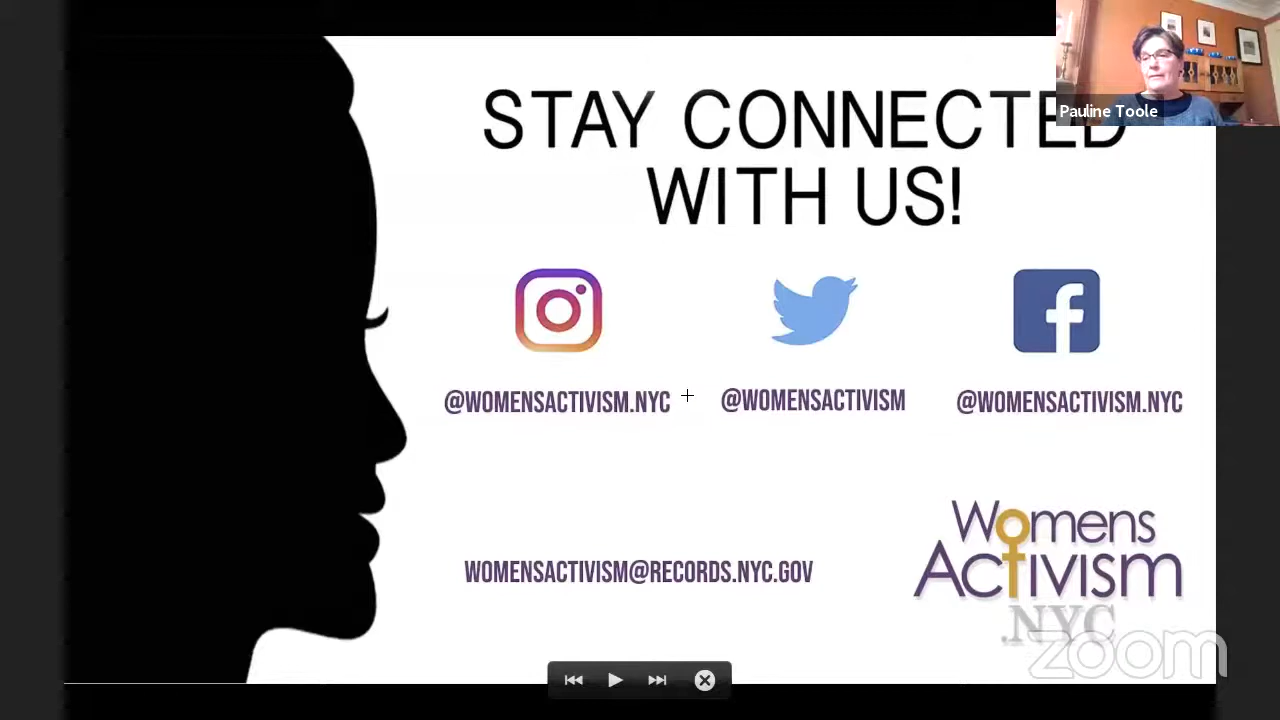 STAY CONNECTED
WITH US!
Pauline Toole
@WOMENSACTIVISM.NYC
@WOMENSACTIVISM
@WOMENSACTIVISM.NYC
WOMENSACTIVISM@RECORDS.NYC.GOV
Womens
Activism
.NYC
zoom